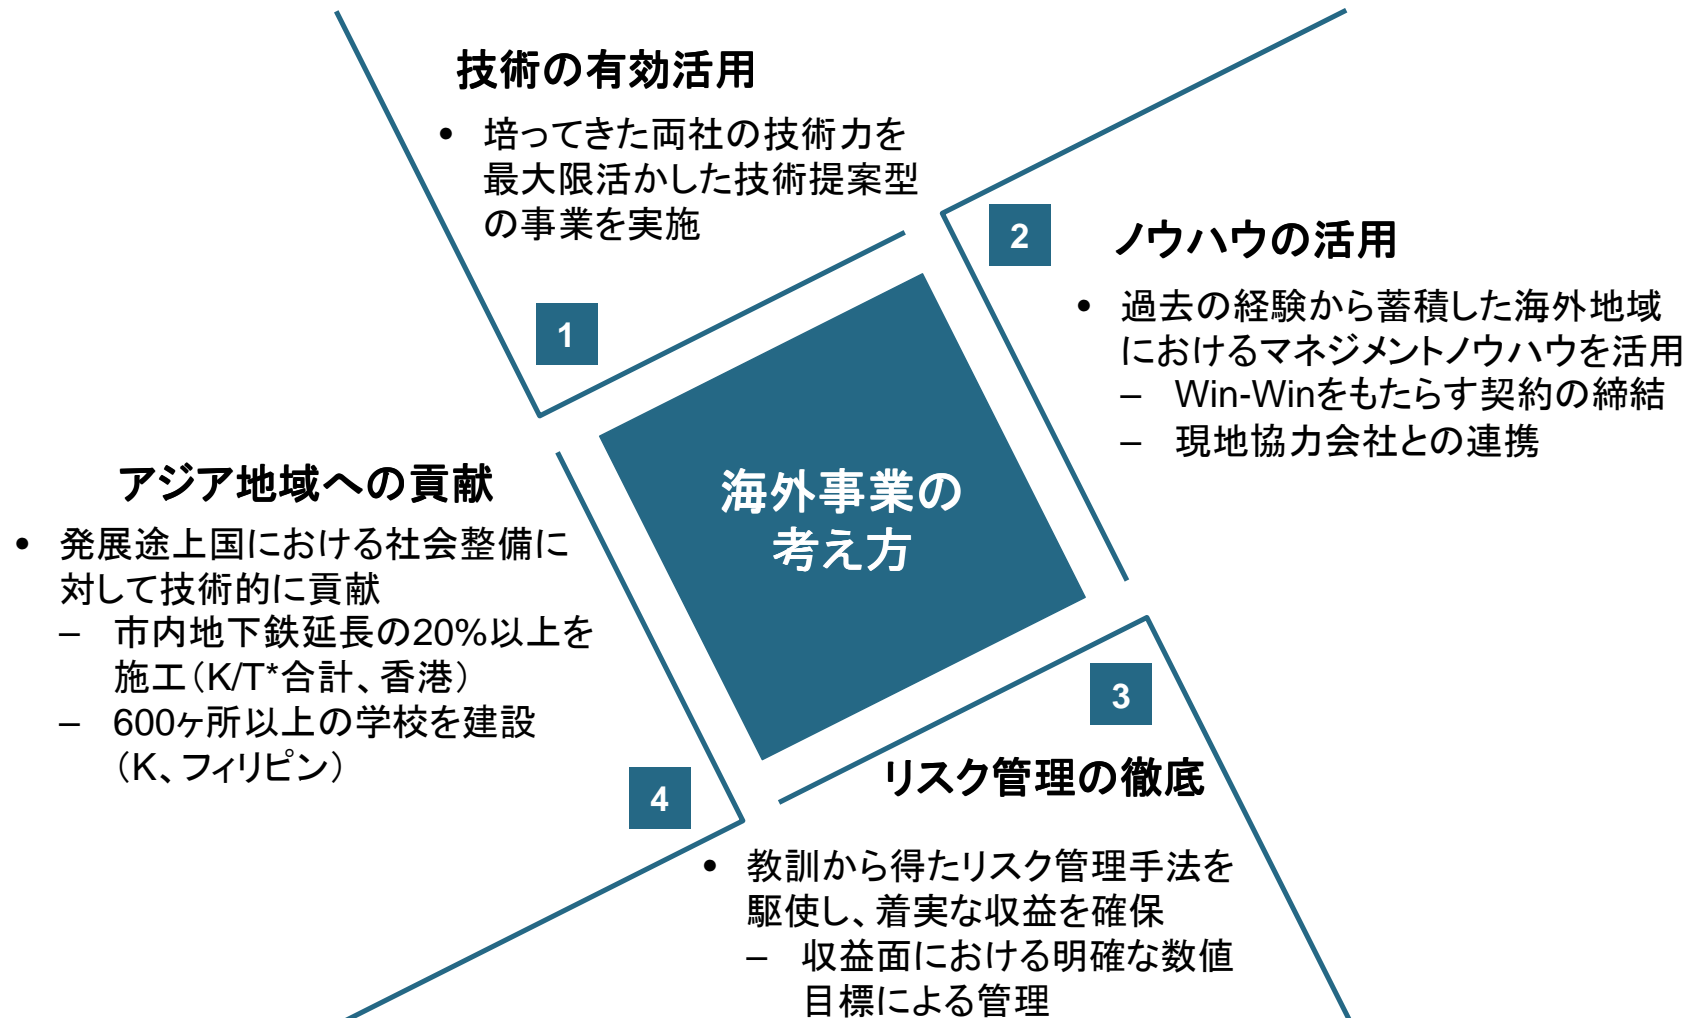 技術の有効活用
• 培ってきた両社の技術力を
最大限活かした技術提案型
の事業を実施
1
2
ノウハウの活用
• 過去の経験から蓄積した海外地域
におけるマネジメントノウハウを活用
– Win-Winをもたらす契約の締結
– 現地協力会社との連携
海外事業の
考え方
3
リスク管理の徹底
• 教訓から得たリスク管理手法を
駆使し、着実な収益を確保
– 収益面における明確な数値
目標による管理
アジア地域への貢献
• 発展途上国における社会整備に
対して技術的に貢献
– 市内地下鉄延長の20%以上を
施工（K/T*合計、香港）
– 600ヶ所以上の学校を建設
（K、フィリピン）
4